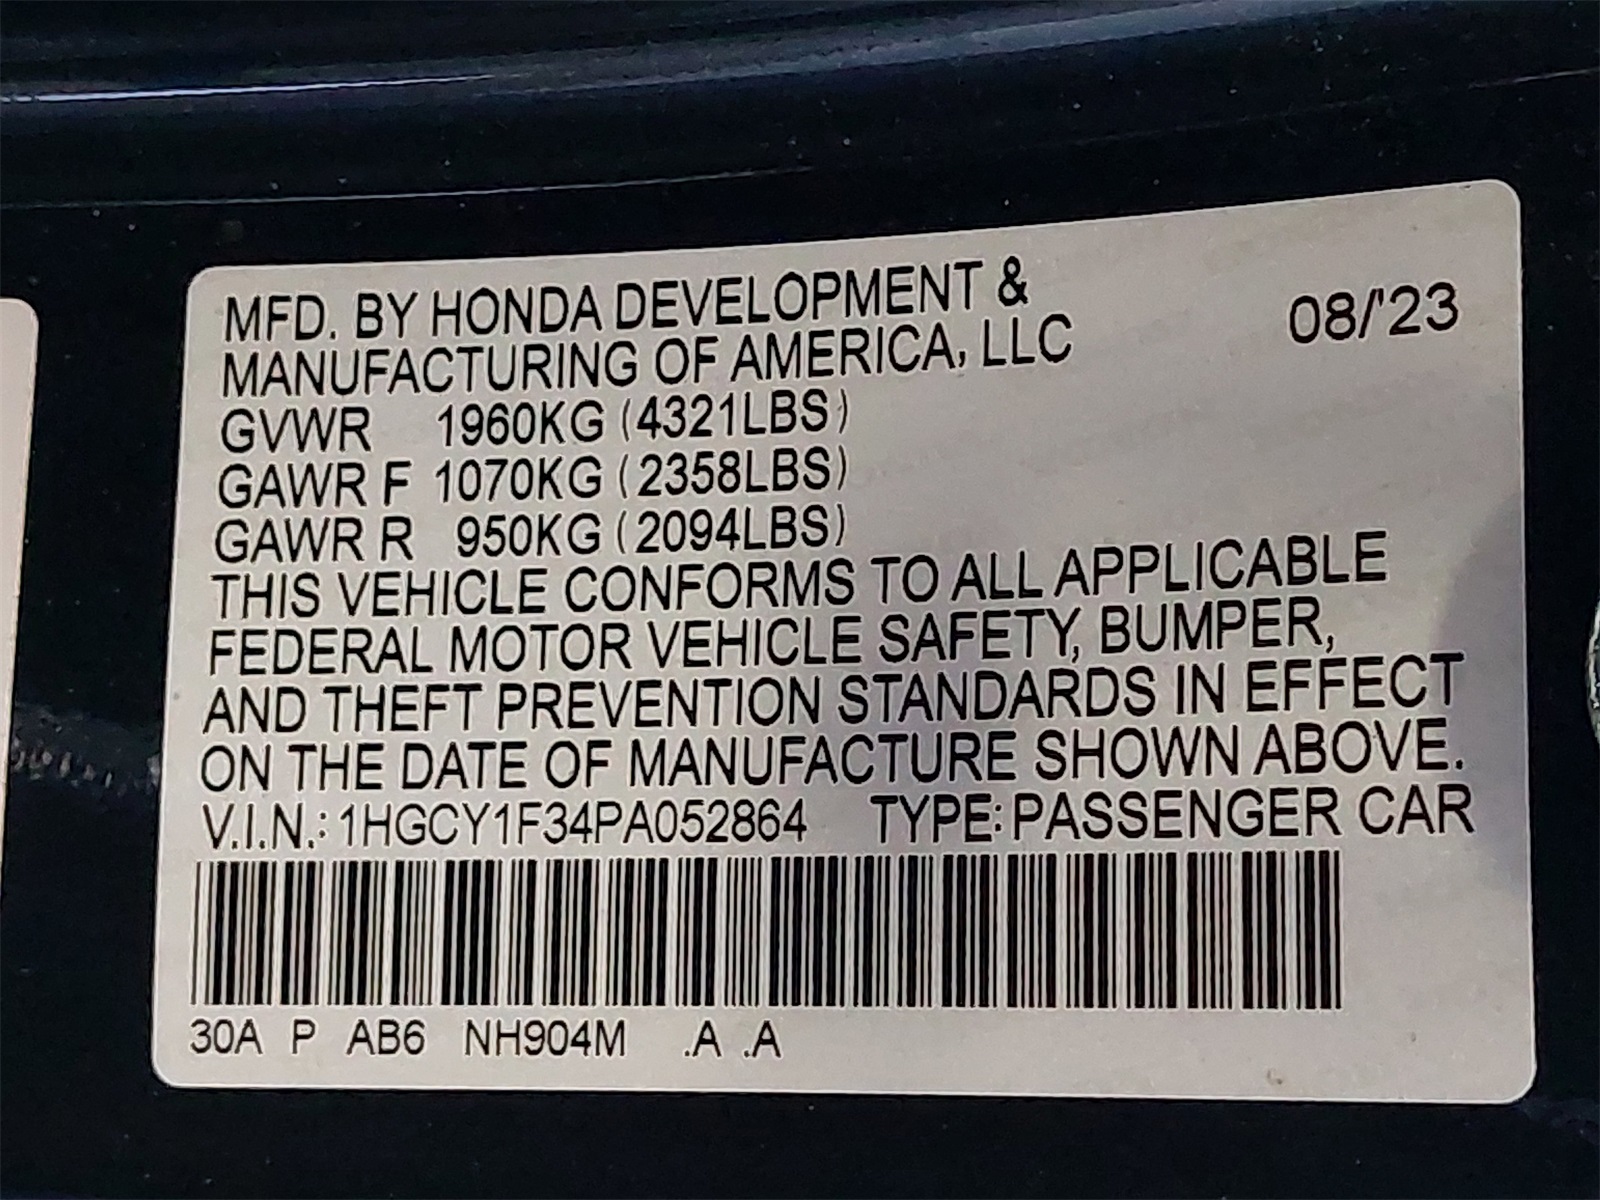 MFD. BY HONDA DEVELOPMENT &
MANUFACTURING OF AMERICA, LLC
08/'23
GVWR 1960KG (4321LBS)
GAWR F 1070KG (2358LBS)
GAWR R 950KG (2094LBS)
THIS VEHICLE CONFORMS TO ALL APPLICABLE
FEDERAL MOTOR VEHICLE SAFETY, BUMPER,
AND THEFT PREVENTION STANDARDS IN EFFECT
ON THE DATE OF MANUFACTURE SHOWN ABOVE.
V.I.N.: 1HGCY1F34PA052864 TYPE: PASSENGER CAR
30A P AB6 NH904M .A .A